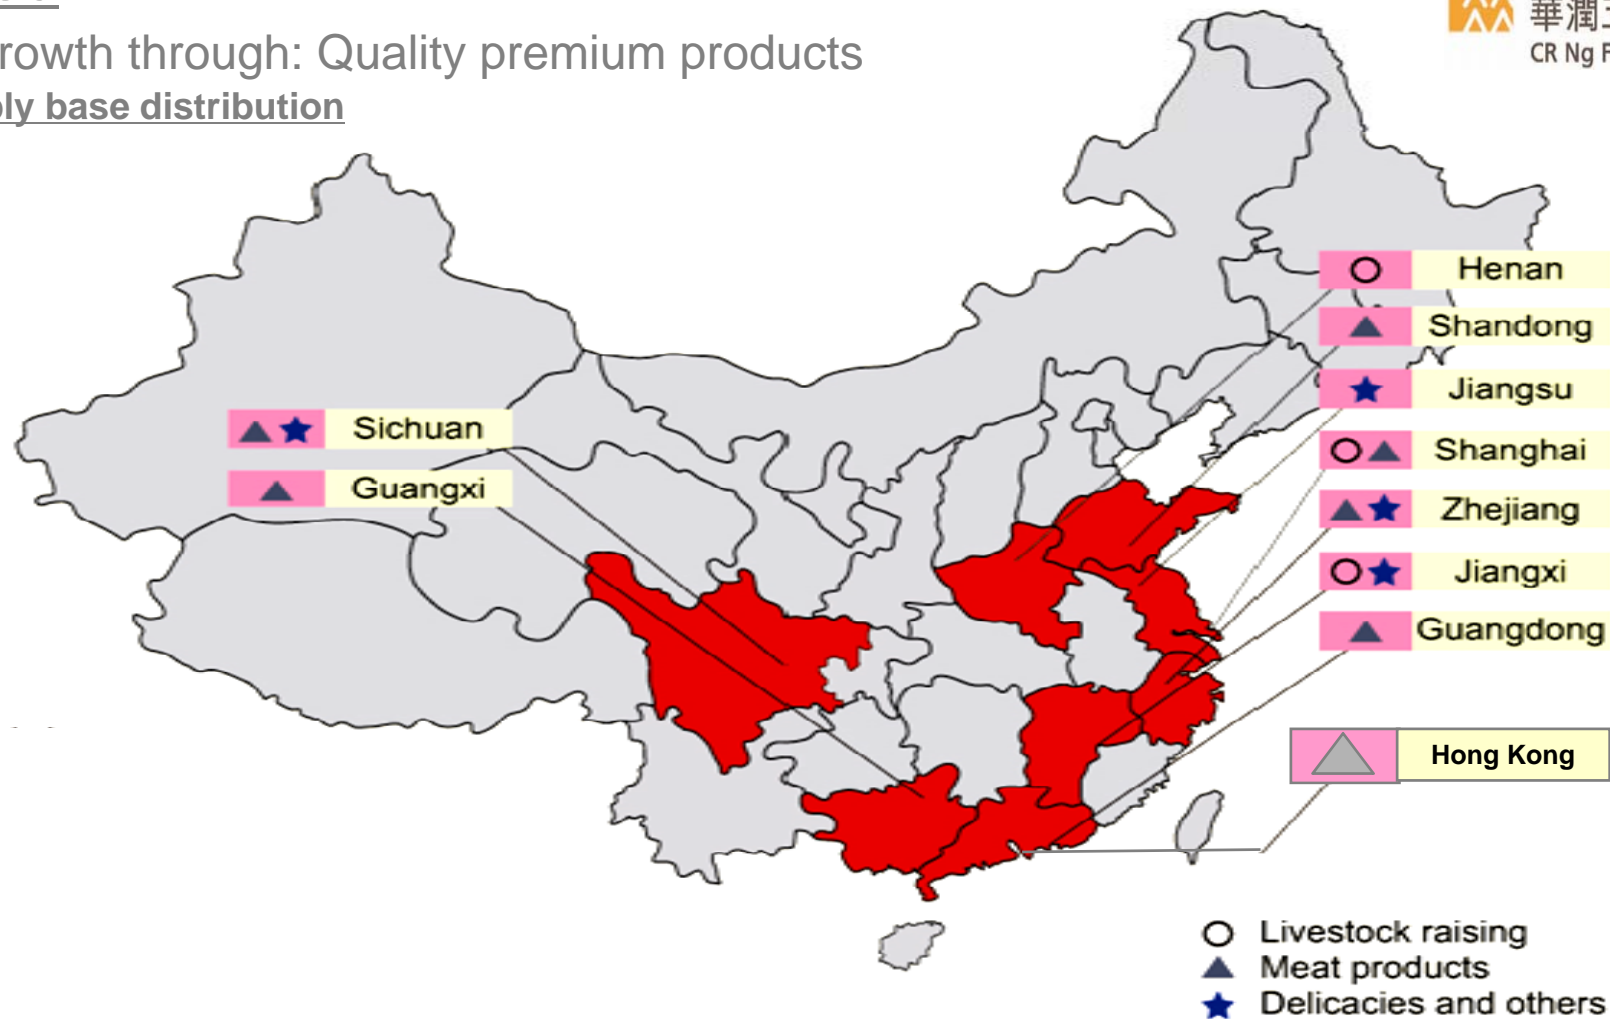 華潤
CR Ng F
rowth through: Quality premium products
ply base distribution
Henan
Shandong
Jiangsu
Shanghai
Zhejiang
Jiangxi
Guangdong
Sichuan
Guangxi
Hong Kong
Livestock raising
Meat products
Delicacies and others